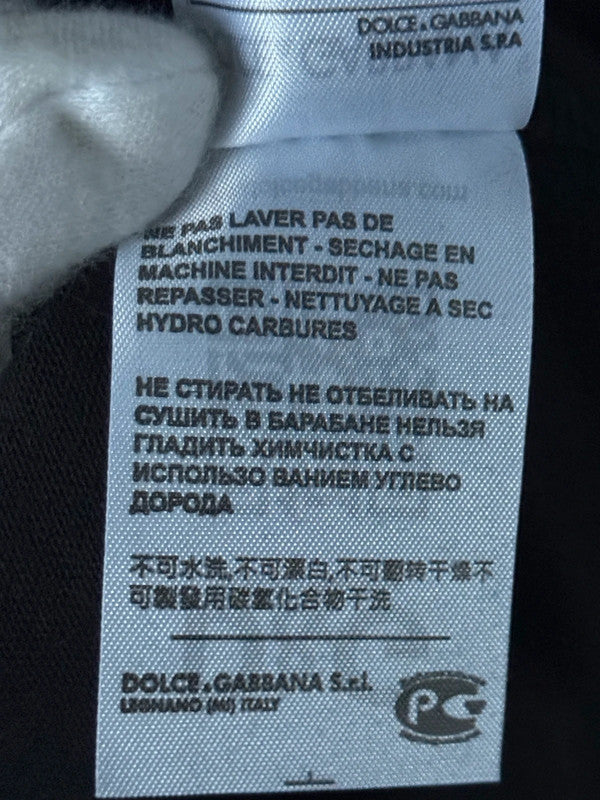 DOLCE & GABBANA
INDUSTRIA S.P.A
NE PAS LAVER PAS DE
BLANCHIMENT - SECHAGE EN
MACHINE INTERDIT - NE PAS
REPASSER - NETTUYAGE A SEC
HYDRO CARBURES
НЕ СТИРАТЬ НЕ ОТБЕЛИВАТЬ НА
СУШИТЬ В БАРАБАНЕ НЕЛЬЗЯ
ГЛАДИТЬ ХИМЧИСТКА С
ИСПОЛЬЗО ВАНИЕМ УГЛЕВО
ДОРОДА
不可水洗,不可漂白,不可翻转干燥不
可製發用碳氫化合物干洗
DOLCE & GABBANA S.r.l.
LEGNANO (MI) ITALY
PG